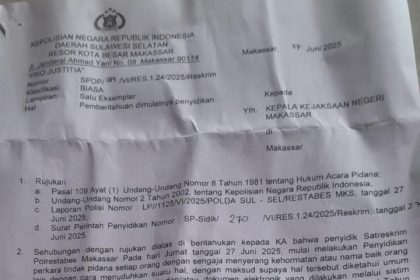 KEPOLISIAN NEGARA REPUBLIK INDONESIA
DAERAH SULAWESI SELATAN
RESOR KOTA BESAR MAKASSAR
Jl. Jenderal Ahmad Yani No. 09 Makassar 90174
"PRO JUSTITIA"
Makassar, 27 Juni 2025
Nomor : SPDP/ /VI/RES.1.24/2025/Reskrim
Klasifikasi : BIASA
Lampiran : Satu Eksemplar
Hal : Pemberitahuan dimulainya penyidikan
Kepada
Yth. KEPALA KEJAKSAAN NEGERI
MAKASSAR
di
Makassar
1. Rujukan :
a. Pasal 109 Ayat (1) Undang-Undang Nomor 8 Tahun 1981 tentang Hukum Acara Pidana;
b. Undang-Undang Nomor 2 Tahun 2002 tentang Kepolisian Negara Republik Indonesia;
c. Laporan Polisi Nomor : LP/1125/VI/2025/POLDA SUL - SEL/RESTABES MKS, tanggal 27
Juni 2025;
d. Surat Perintah Penyidikan Nomor : SP-Sidik/ 270 /VI/RES.1.24/2025/Reskrim, tanggal 2
Juni 2025.
2. Sehubungan dengan rujukan diatas di beritahukan kepada KA bahwa penyidik Satreskrim
Polrestabes Makassar Pada hari Jumat tanggal 27 Juni 2025, mulai melakukan Penyidikan
perkara tindak pidana setiap orang dengan sengaja menyerang kehormatan atau nama baik orang
lain dengan cara menuduhkan suatu hal, dengan maksud supaya hal tersebut diketahui umum